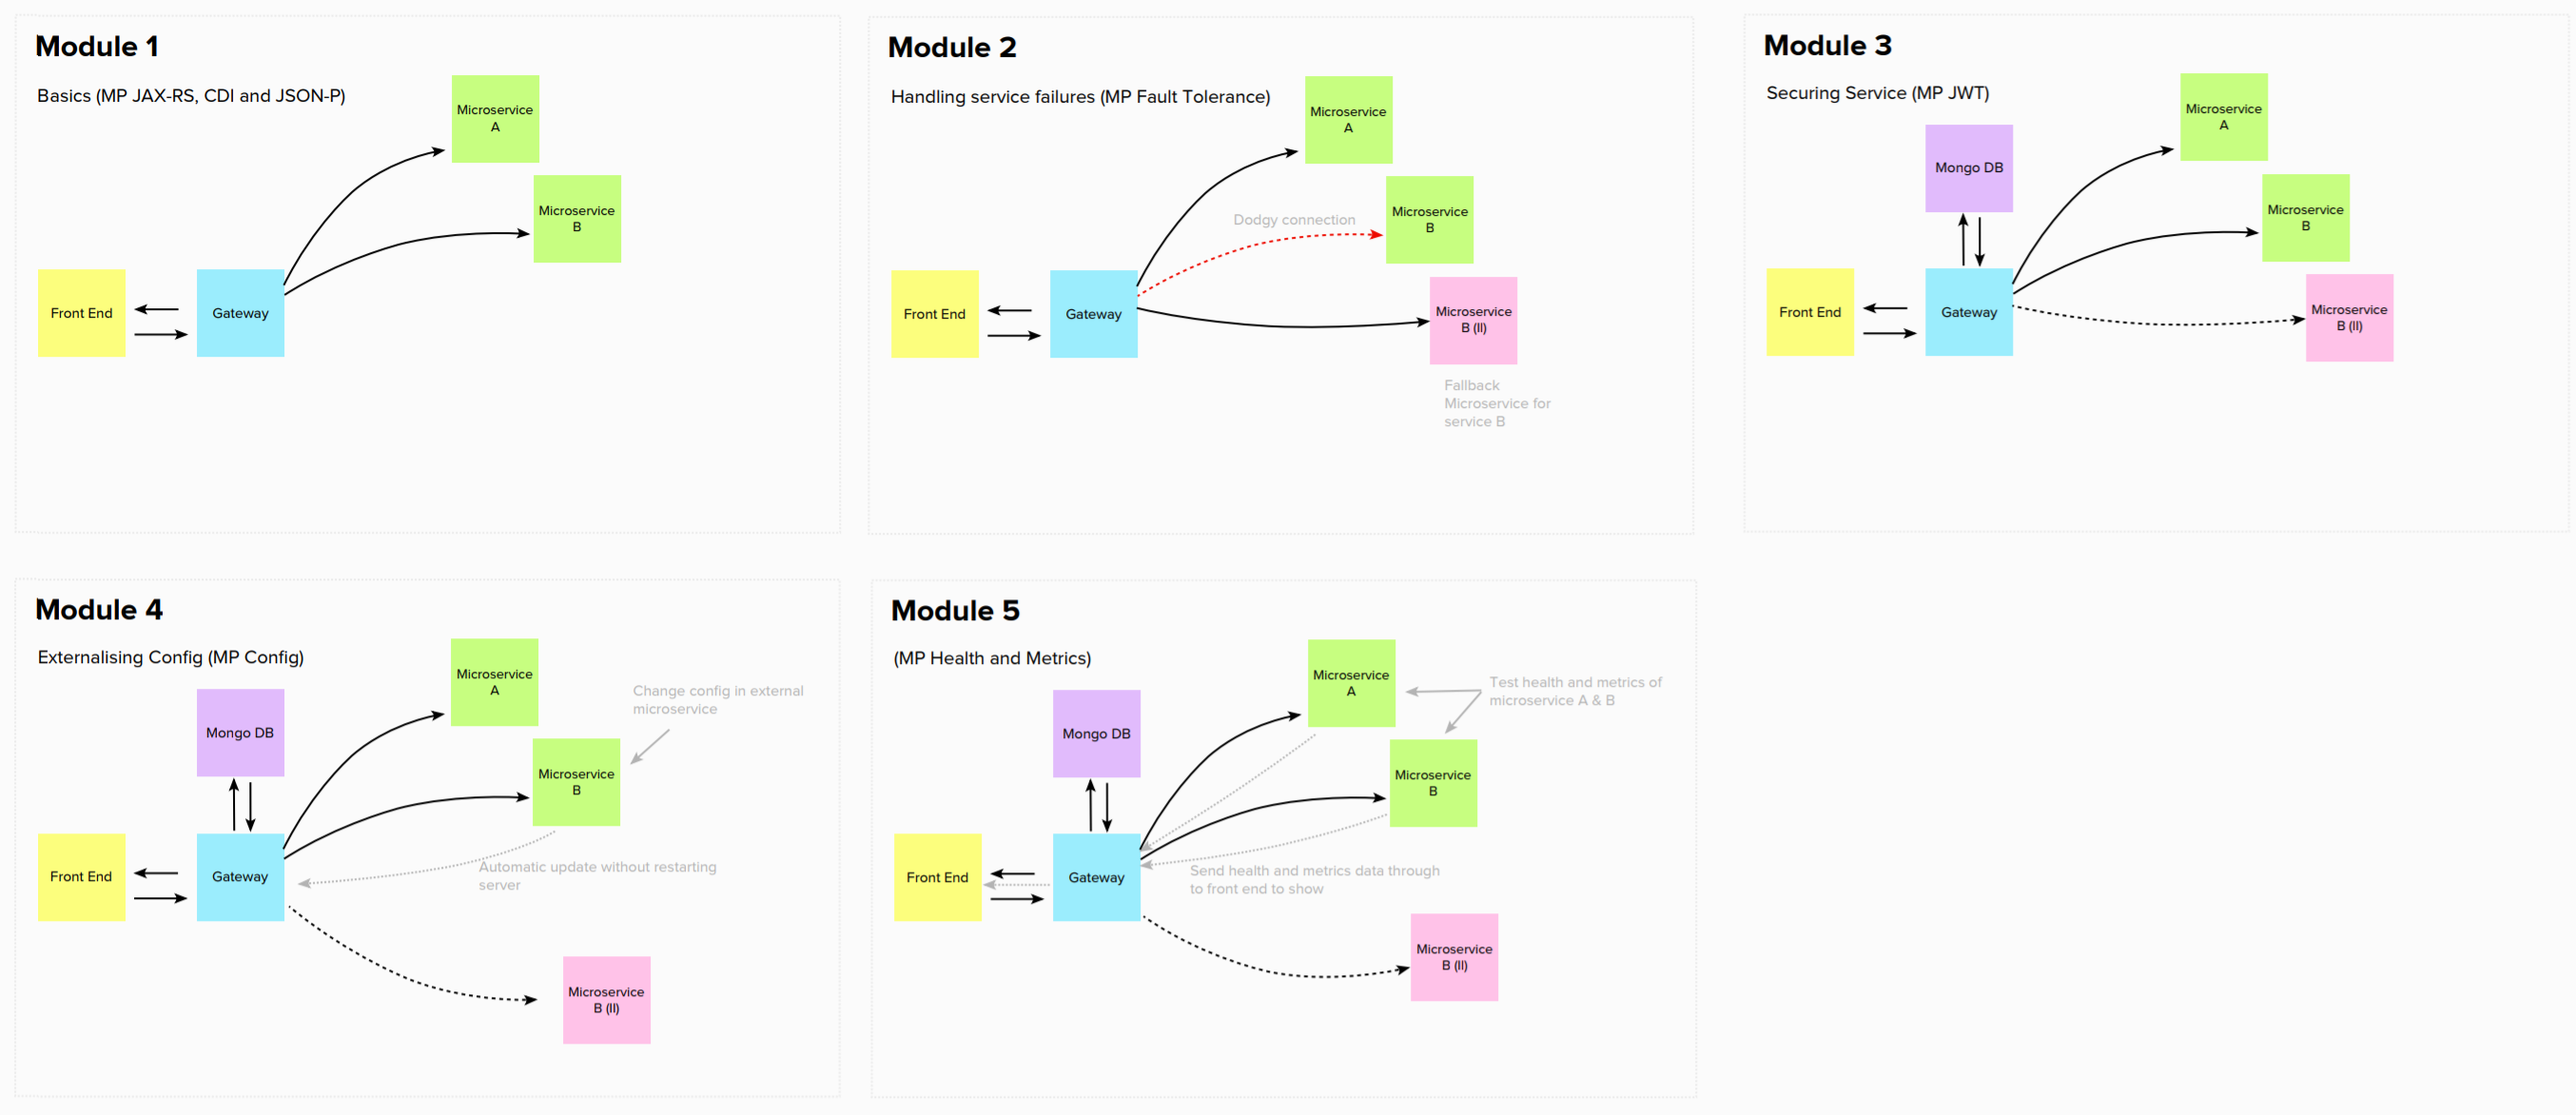 Module 1
Basics (MP JAX-RS, CDI and JSON-P)
Microservice
A
Microservice
B
Front End
Gateway
Module 2
Handling service failures (MP Fault Tolerance)
Microservice
A
Dodgy connection
Microservice
B
Front End
Gateway
Microservice
B (II)
Fallback
Microservice for
service B
Module 3
Securing Service (MP JWT)
Microservice
A
Mongo DB
Microservice
B
Front End
Gateway
Microservice
B (II)
Module 4
Externalising Config (MP Config)
Microservice
A
Change config in external
microservice
Mongo DB
Microservice
B
Front End
Gateway
Automatic update without restarting
server
Microservice
B (II)
Module 5
(MP Health and Metrics)
Microservice
A
Test health and metrics of
microservice A & B
Mongo DB
Microservice
B
Front End
Gateway
Send health and metrics data through
to front end to show
Microservice
B (II)